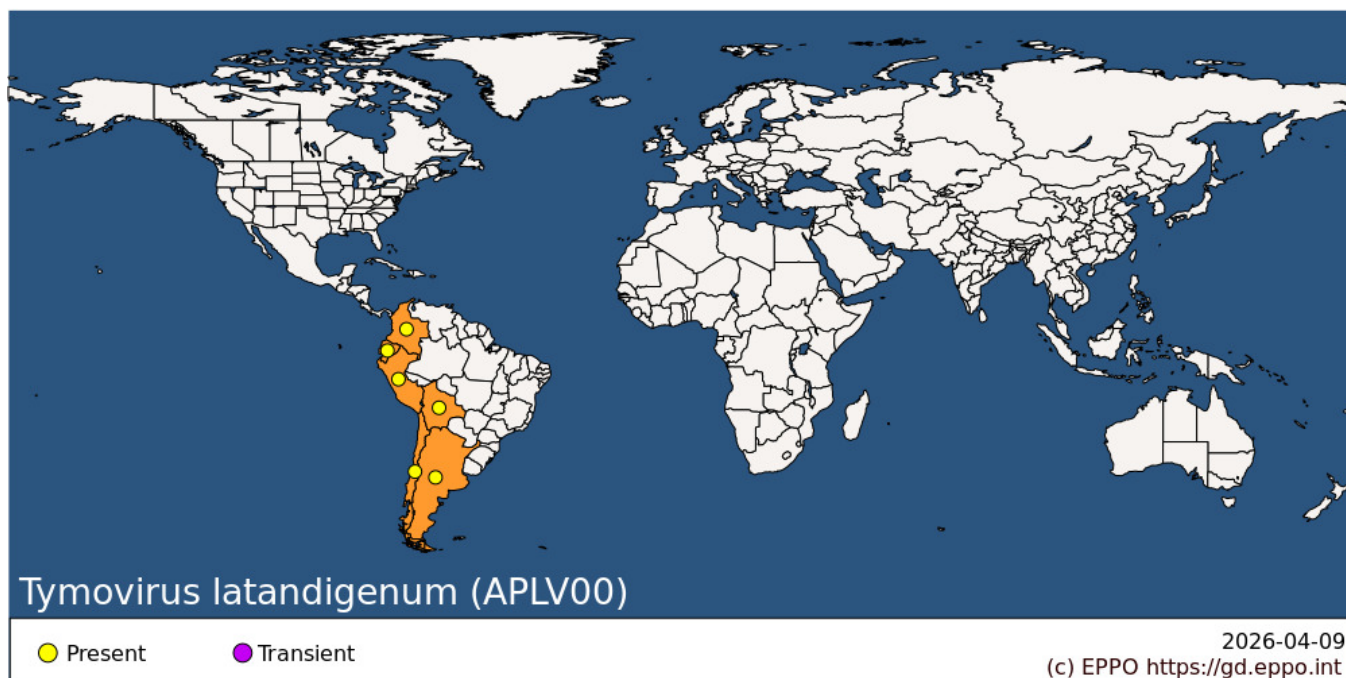 Tymovirus latandigenum (APLV00)
Present
Transient
2026-04-09
(c) EPPO https://gd.eppo.int